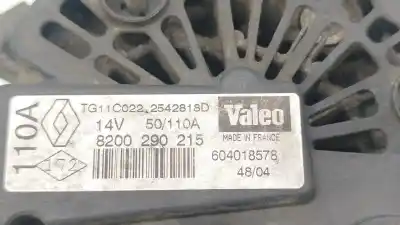 TG11C022 2542818D
110A
14V 50/110A
8200 290 215
Valeo
MADE IN FRANCE
604018578
48/04